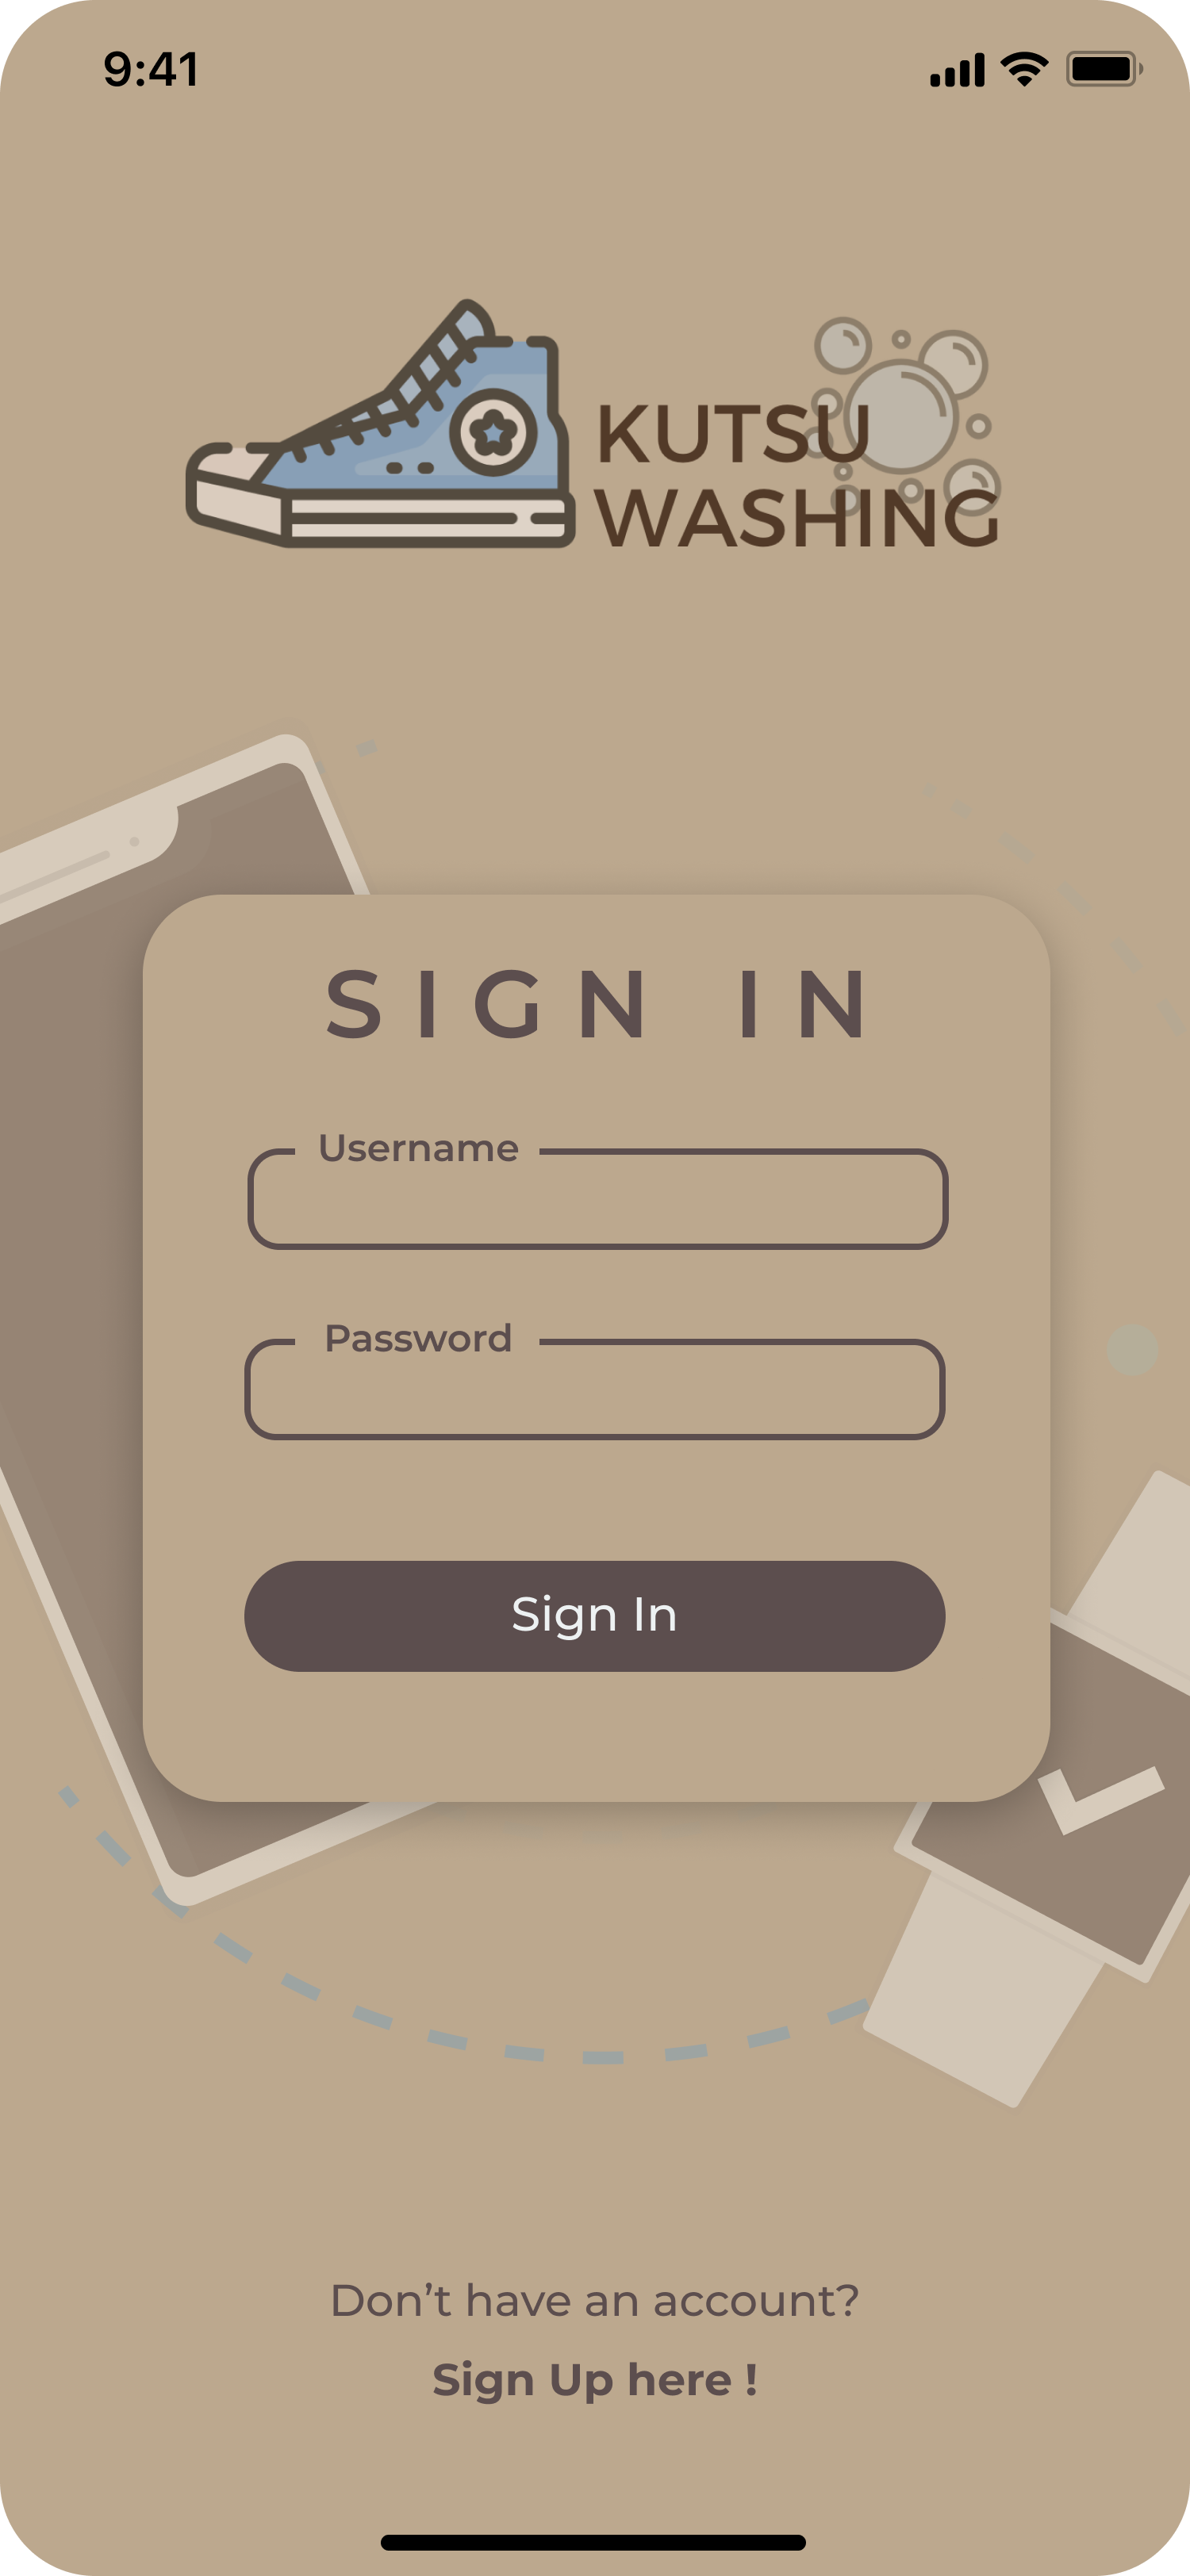 9:41
KUTSU
WASHING
SIGN IN
Username
Password
Sign In
Don’t have an account?
Sign Up here !